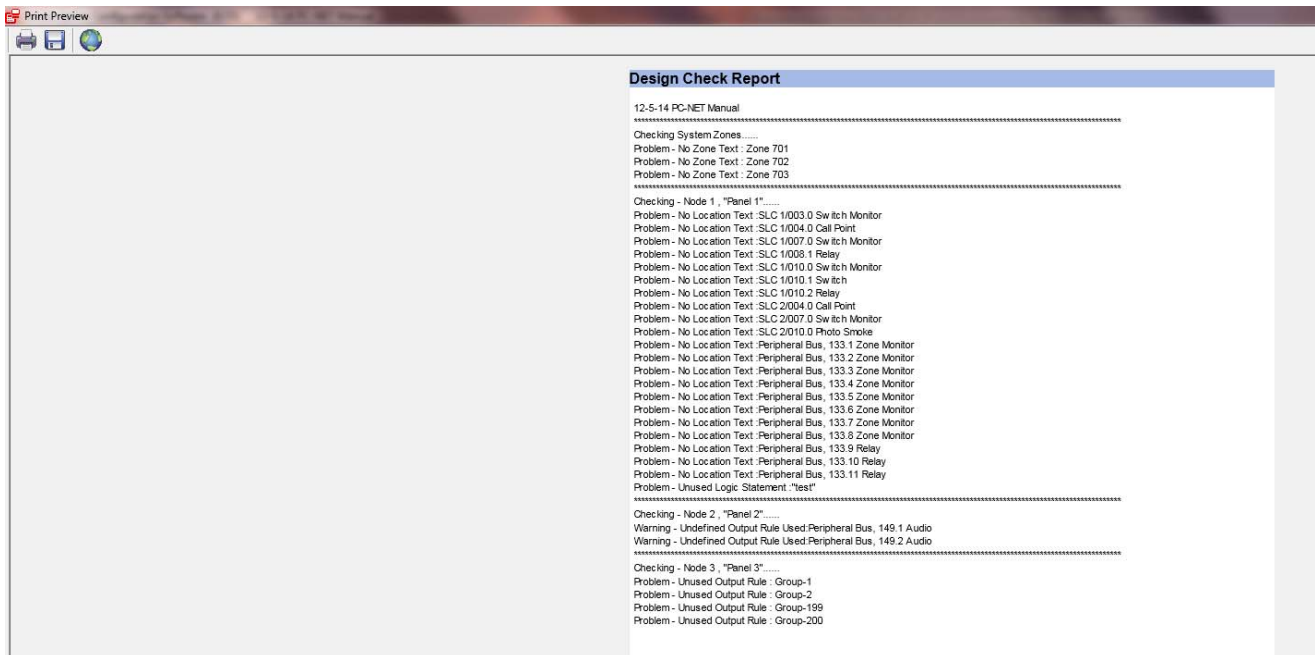 Print Preview
Design Check Report
12-5-14 PC-NET Manual
Checking System Zones......
Problem - No Zone Text : Zone 701
Problem - No Zone Text : Zone 702
Problem - No Zone Text : Zone 703
Checking - Node 1 , "Panel 1"......
Problem - No Location Text :SLC 1/003.0 Switch Monitor
Problem - No Location Text :SLC 1/004.0 Call Point
Problem - No Location Text :SLC 1/007.0 Switch Monitor
Problem - No Location Text :SLC 1/008.1 Relay
Problem - No Location Text :SLC 1/010.0 Switch Monitor
Problem - No Location Text :SLC 1/010.1 Switch
Problem - No Location Text :SLC 1/010.2 Relay
Problem - No Location Text :SLC 2/004.0 Call Point
Problem - No Location Text :SLC 2/007.0 Switch Monitor
Problem - No Location Text :SLC 2/010.0 Photo Smoke
Problem - No Location Text :Peripheral Bus, 133.1 Zone Monitor
Problem - No Location Text :Peripheral Bus, 133.2 Zone Monitor
Problem - No Location Text :Peripheral Bus, 133.3 Zone Monitor
Problem - No Location Text :Peripheral Bus, 133.4 Zone Monitor
Problem - No Location Text :Peripheral Bus, 133.5 Zone Monitor
Problem - No Location Text :Peripheral Bus, 133.6 Zone Monitor
Problem - No Location Text :Peripheral Bus, 133.7 Zone Monitor
Problem - No Location Text :Peripheral Bus, 133.8 Zone Monitor
Problem - No Location Text :Peripheral Bus, 133.9 Relay
Problem - No Location Text :Peripheral Bus, 133.10 Relay
Problem - No Location Text :Peripheral Bus, 133.11 Relay
Problem - Unused Logic Statement :"test"
Checking - Node 2 , "Panel 2"......
Warning - Undefined Output Rule Used:Peripheral Bus, 149.1 Audio
Warning - Undefined Output Rule Used:Peripheral Bus, 149.2 Audio
Checking - Node 3 , "Panel 3"......
Problem - Unused Output Rule : Group-1
Problem - Unused Output Rule : Group-2
Problem - Unused Output Rule : Group-199
Problem - Unused Output Rule : Group-200